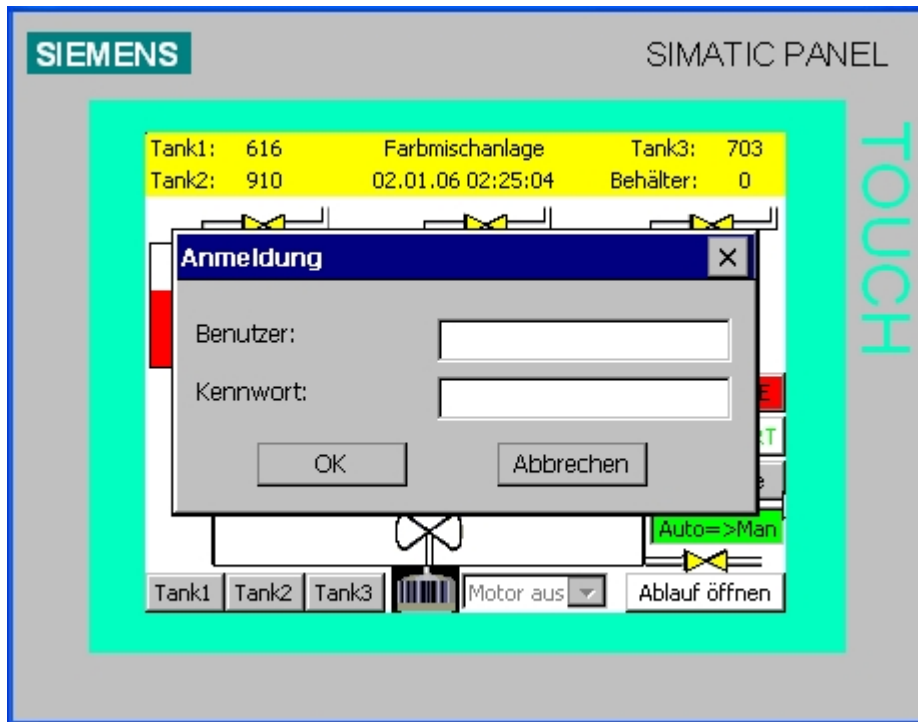 SIEMENS
SIMATIC PANEL
TOUCH
Tank1: 616 Farbmischanlage Tank3: 703
Tank2: 910 02.01.06 02:25:04 Behälter: 0
Anmeldung
Benutzer:
Kennwort:
OK Abbrechen
Auto=>Man
Tank1 Tank2 Tank3 Motor aus Ablauf öffnen